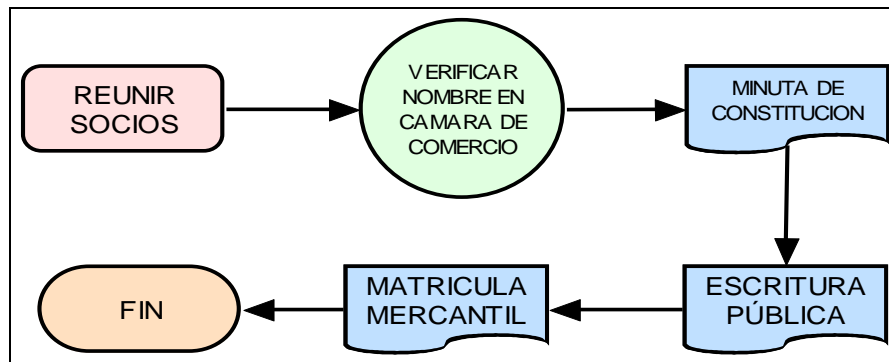 REUNIR
SOCIOS
VERIFICAR
NOMBRE EN
CAMARA DE
COMERCIO
MINUTA DE
CONSTITUCION
ESCRITURA
PÚBLICA
MATRICULA
MERCANTIL
FIN